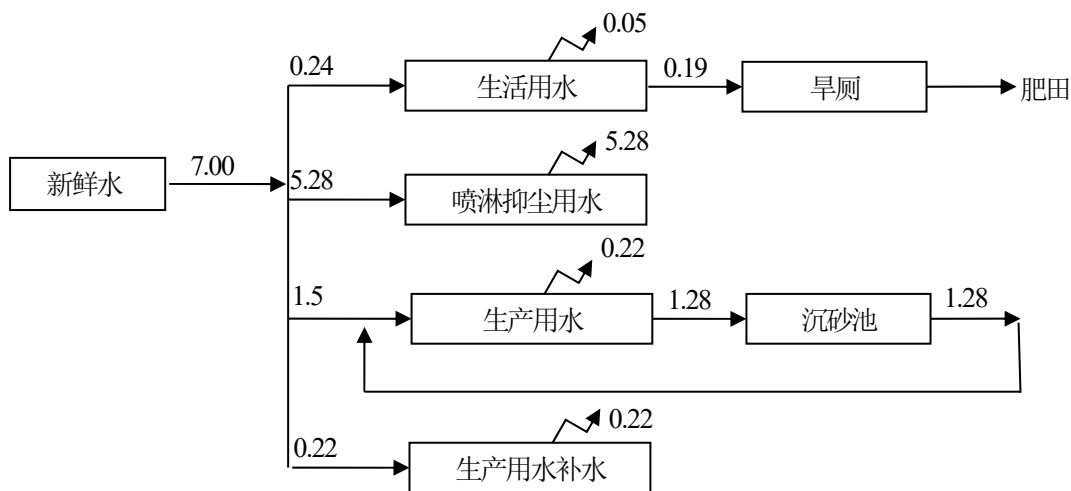 0.05
0.24
生活用水
0.19
旱厕
肥田
5.28
新鲜水
7.00
5.28
喷淋抑尘用水
0.22
1.5
生产用水
1.28
沉砂池
1.28
0.22
0.22
生产用水补水